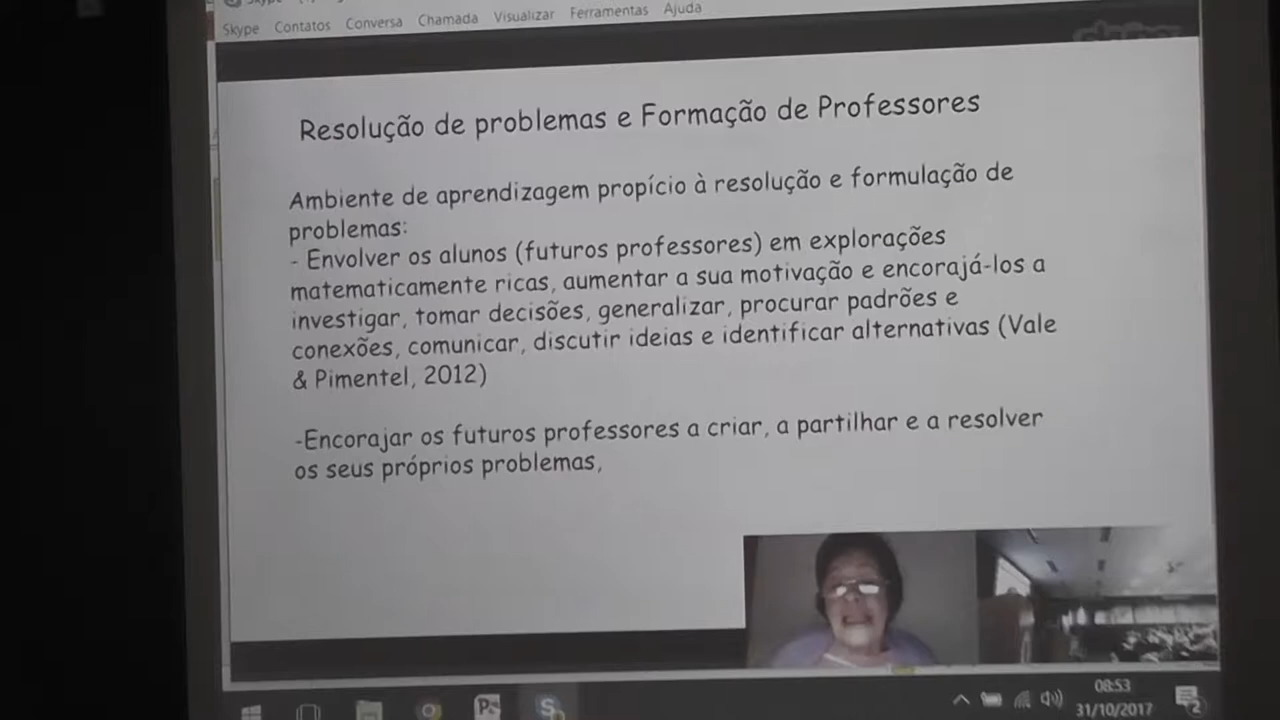 Skype Contatos Conversa Chamada Visualizar Ferramentas Ajuda
Resolução de problemas e Formação de Professores
Ambiente de aprendizagem propício à resolução e formulação de
problemas:
- Envolver os alunos (futuros professores) em explorações
matematicamente ricas, aumentar a sua motivação e encorajá-los a
investigar, tomar decisões, generalizar, procurar padrões e
conexões, comunicar, discutir ideias e identificar alternativas (Vale
& Pimentel, 2012)
-Encorajar os futuros professores a criar, a partilhar e a resolver
os seus próprios problemas,
08:53
31/10/2017
2